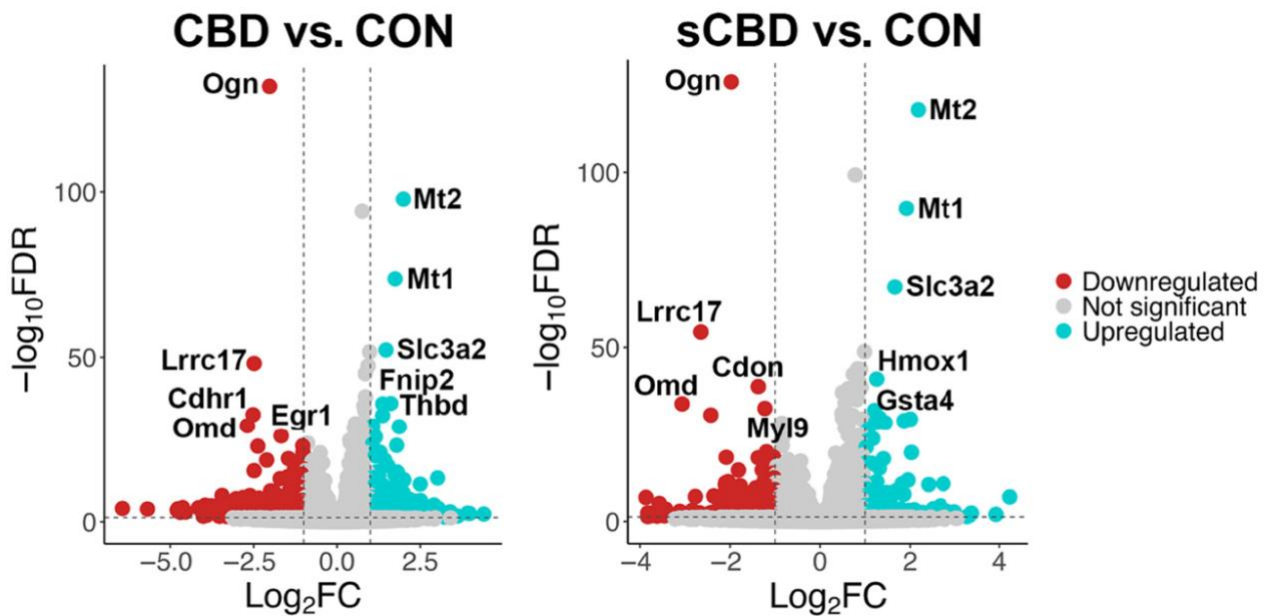 CBD vs. CON
Ogn
Mt2
100
Mt1
−log10FDR
Slc3a2
50
Lrrc17
Fnip2
Cdhr1
Thbd
Egr1
Omd
0
−5.0 −2.5 0.0 2.5
Log2FC
sCBD vs. CON
Ogn
Mt2
100
Mt1
−log10FDR
Slc3a2
Lrrc17
50
Cdon
Hmox1
Omd
Gsta4
Myl9
0
−4 −2 0 2 4
Log2FC
Downregulated
Not significant
Upregulated